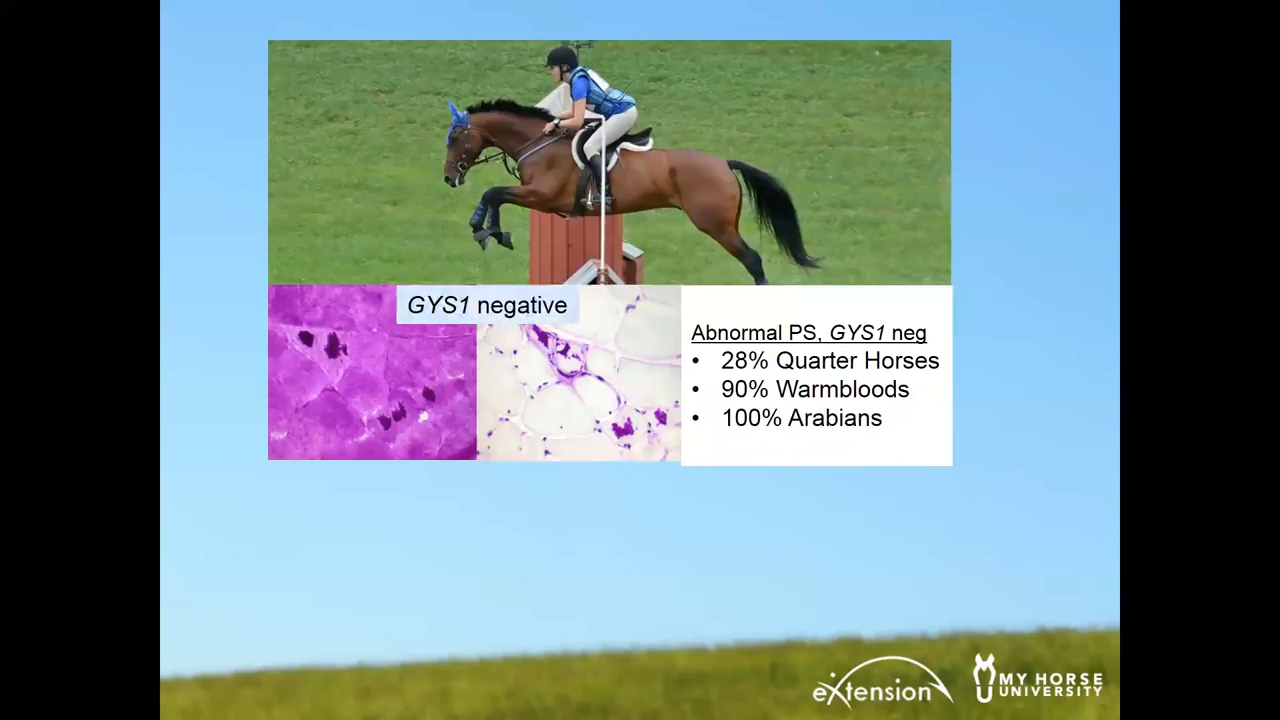 GYS1 negative
Abnormal PS, GYS1 neg
• 28% Quarter Horses
• 90% Warmbloods
• 100% Arabians
eXtension
MY HORSE
UNIVERSITY